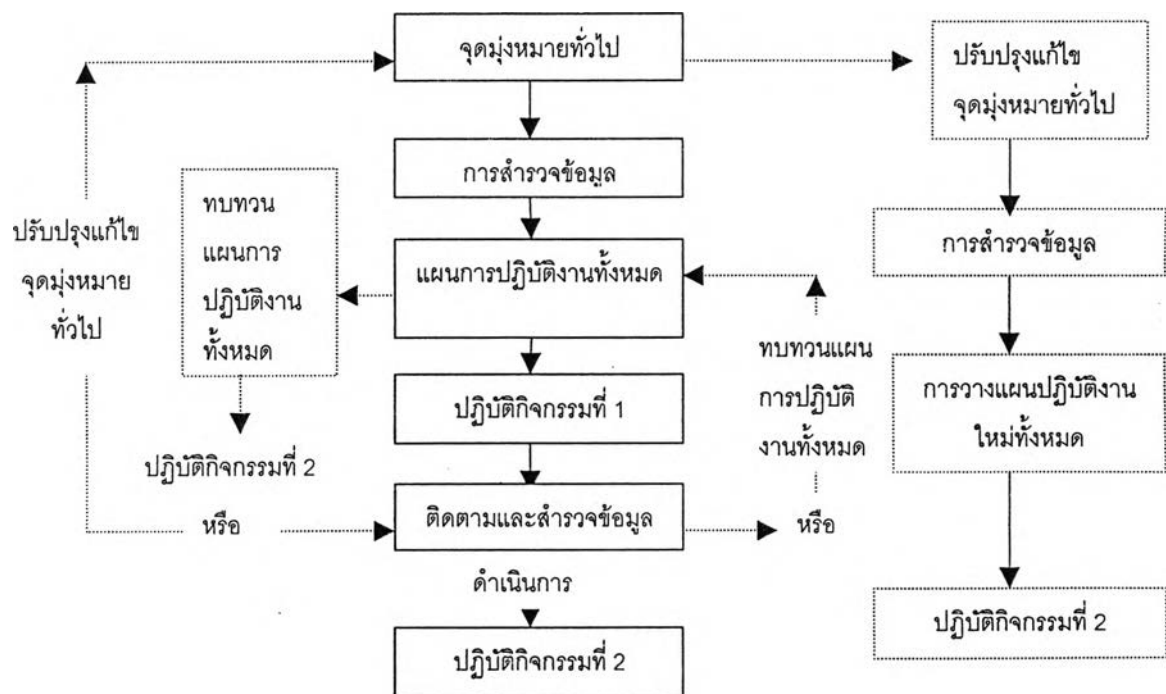 จุดมุ่งหมายทั่วไป
ปรับปรุงแก้ไข
จุดมุ่งหมายทั่วไป
การสำรวจข้อมูล
ทบทวน
แผนการ
ปฏิบัติงาน
ทั้งหมด
ปรับปรุงแก้ไข
จุดมุ่งหมาย
ทั่วไป
แผนการปฏิบัติงานทั้งหมด
การสำรวจข้อมูล
ทบทวนแผน
การปฏิบัติ
งานทั้งหมด
การวางแผนปฏิบัติงาน
ใหม่ทั้งหมด
ปฏิบัติกิจกรรมที่ 1
ปฏิบัติกิจกรรมที่ 2
หรือ
ติดตามและสำรวจข้อมูล
หรือ
ดำเนินการ
ปฏิบัติกิจกรรมที่ 2
ปฏิบัติกิจกรรมที่ 2